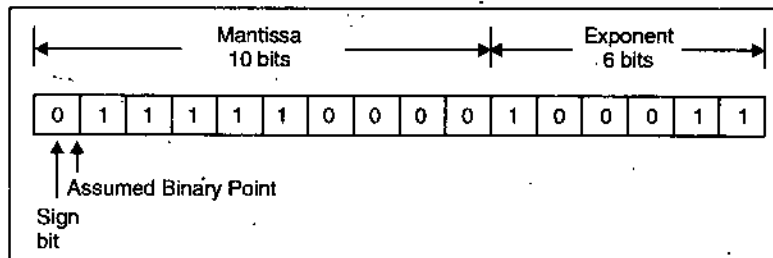 Mantissa
10 bits
Exponent
6 bits
0 1 1 1 1 1 0 0 0 0 1 0 0 0 1 1
Assumed Binary Point
Sign
bit